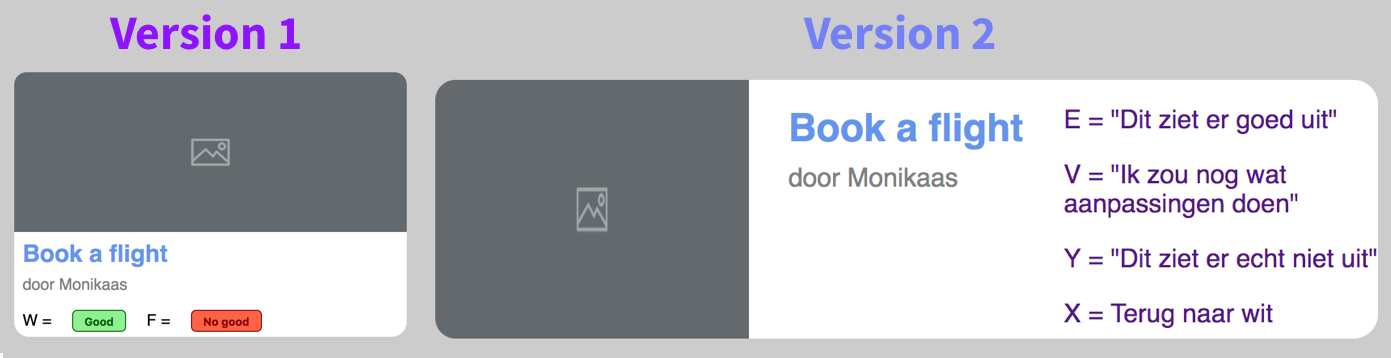 Version 1
Book a flight
door Monikaas
W = Good F = No good
Version 2
Book a flight
door Monikaas
E = "Dit ziet er goed uit"
V = "Ik zou nog wat
aanpassingen doen"
Y = "Dit ziet er echt niet uit"
X = Terug naar wit